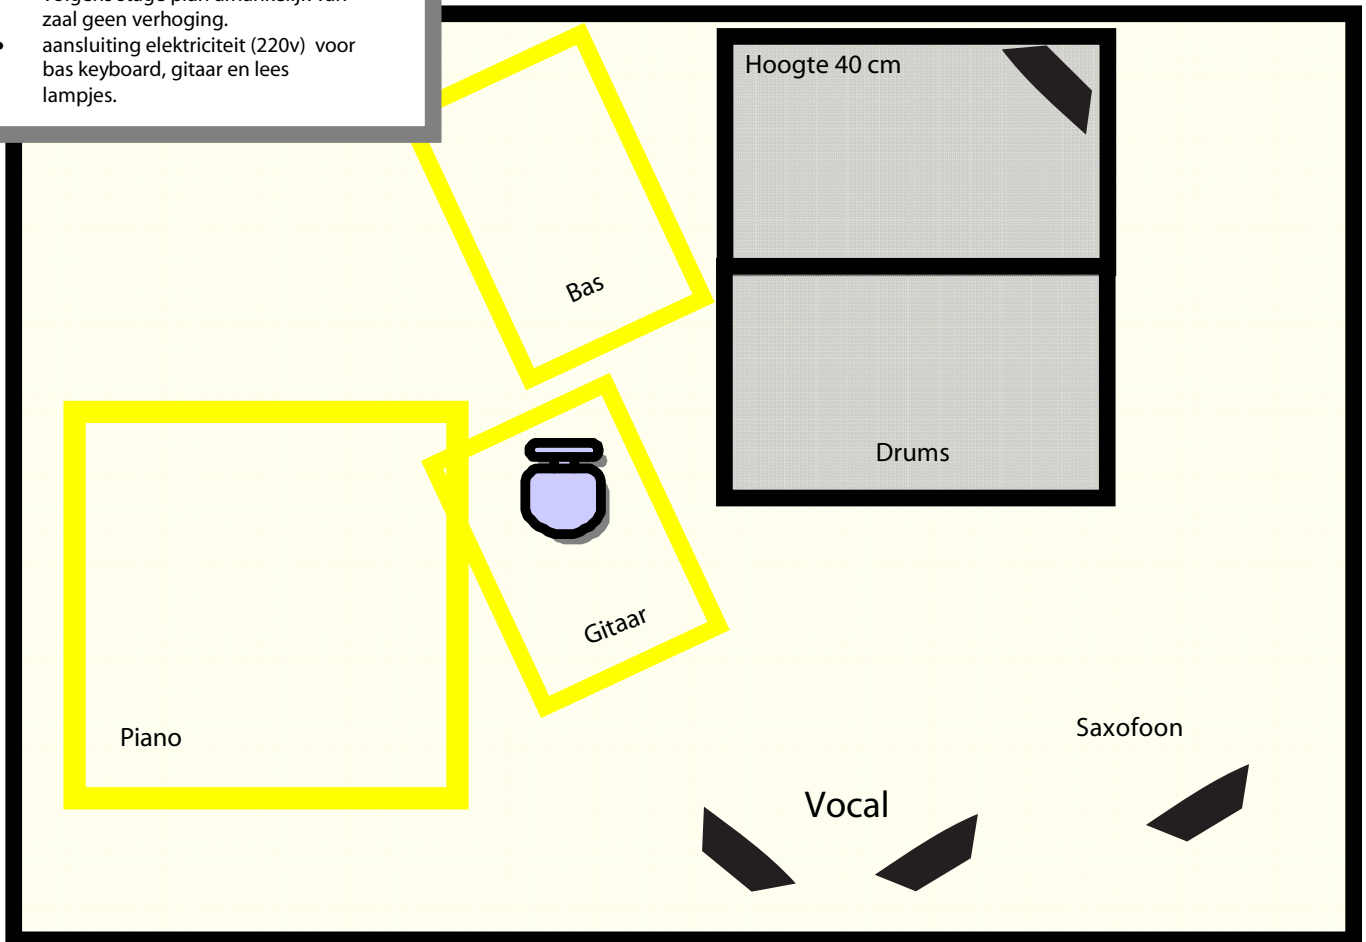 zaal geen verhoging.
• aansluiting elektriciteit (220v) voor
bas keyboard, gitaar en lees
lampjes.
Hoogte 40 cm
Bas
Drums
Gitaar
Piano
Saxofoon
Vocal